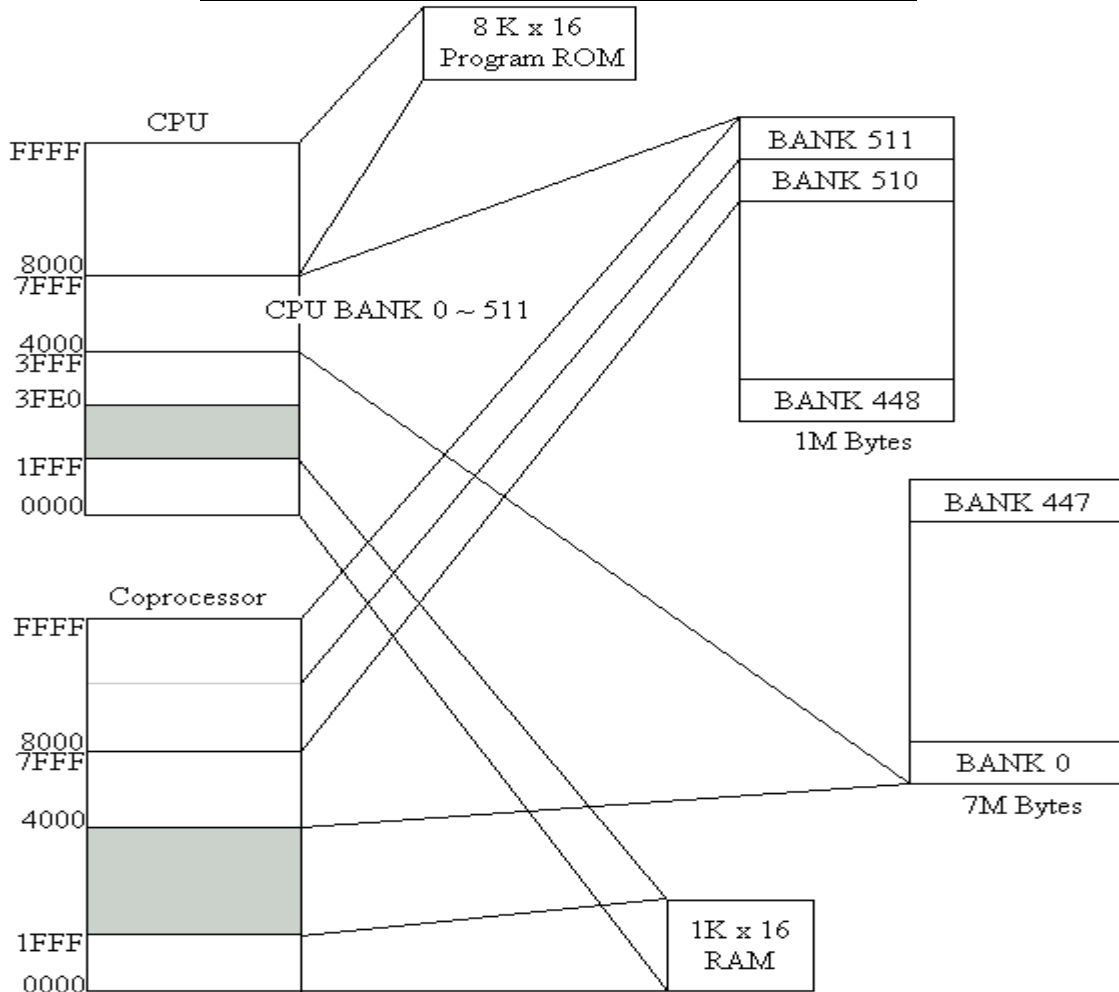 8 K x 16
Program ROM
CPU
FFFF
8000
7FFF
CPU BANK 0 ~ 511
4000
3FFF
3FE0
1FFF
0000
BANK 511
BANK 510
BANK 448
1M Bytes
BANK 447
BANK 0
7M Bytes
Coprocessor
FFFF
8000
7FFF
4000
1FFF
0000
1K x 16
RAM